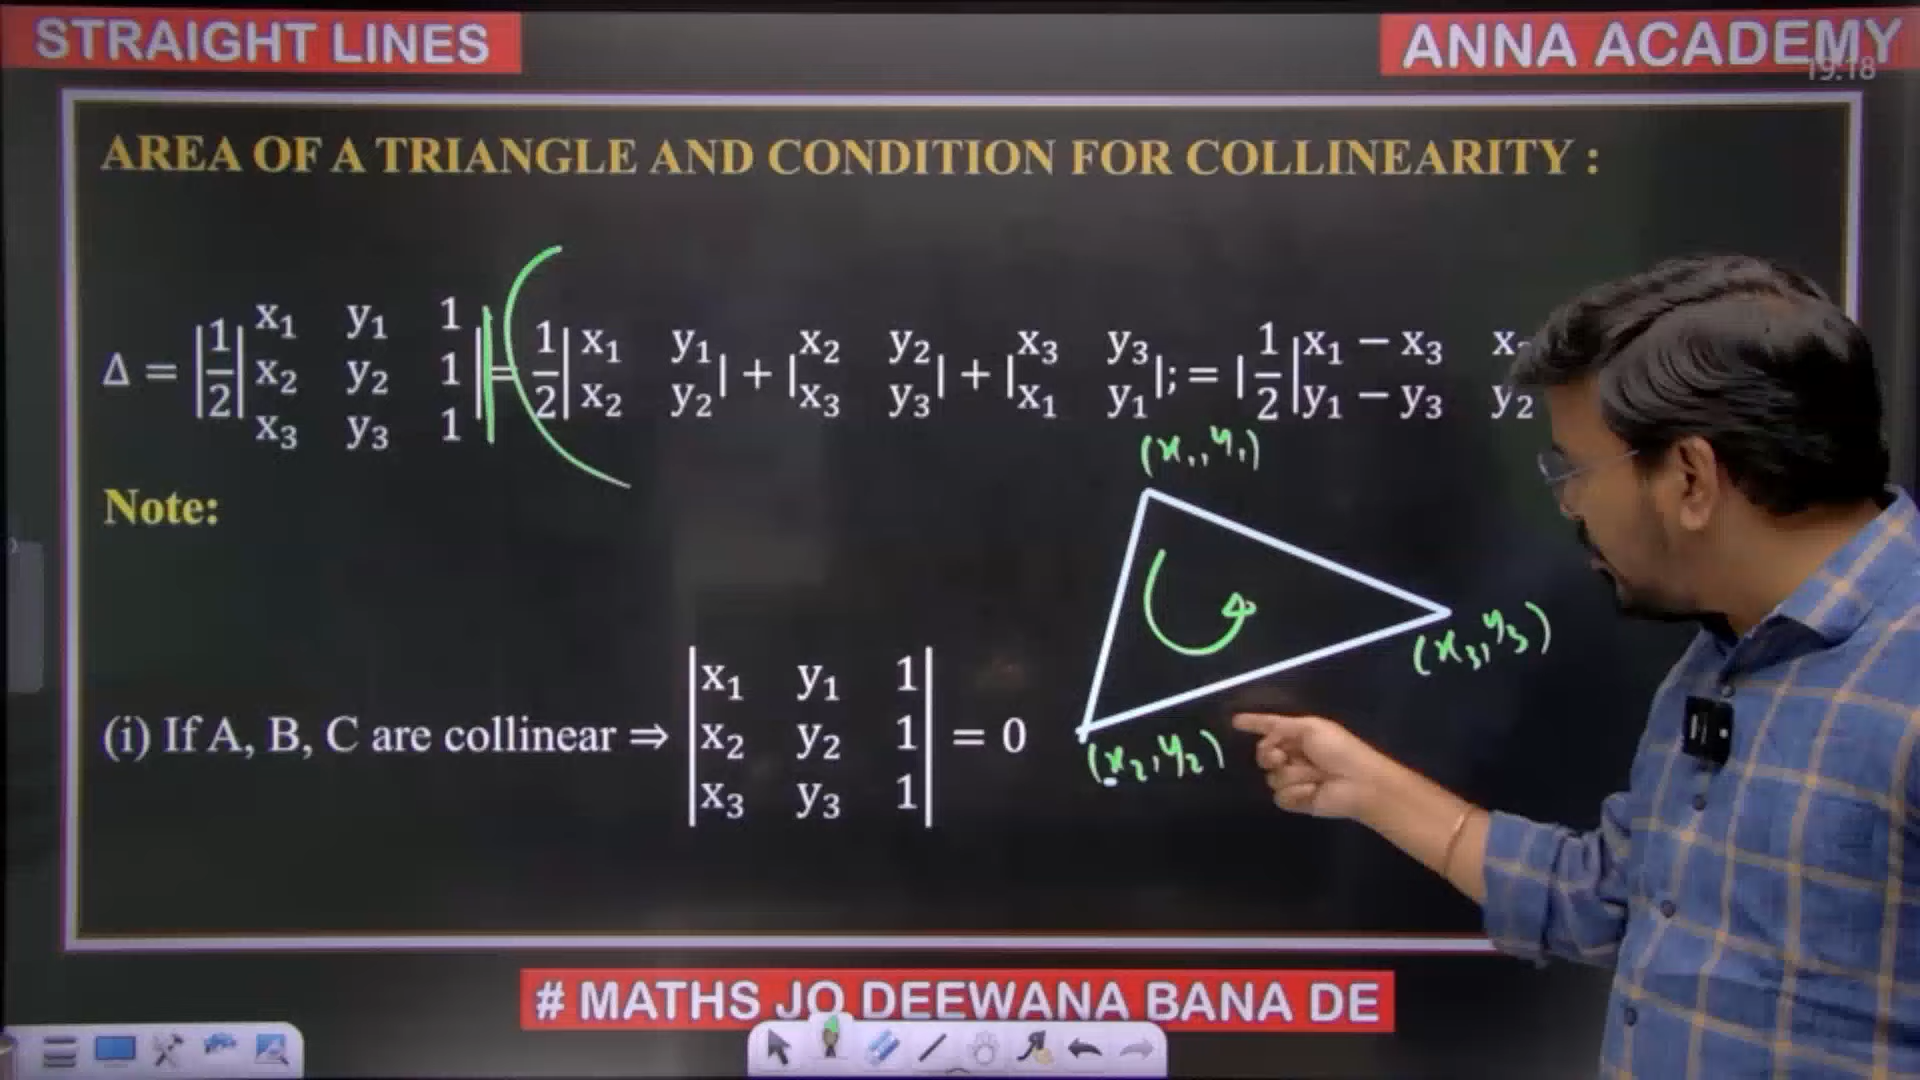 STRAIGHT LINES
ANNA ACADEMY
19:18
AREA OF A TRIANGLE AND CONDITION FOR COLLINEARITY :
Δ = |1/2| x₁ y₁ 1 | x₂ y₂ 1 | x₃ y₃ 1 || = 1/2 |x₁ y₁ x₂ y₂| + |x₂ y₂ x₃ y₃| + |x₃ y₃ x₁ y₁|; = |1/2 |x₁ − x₃ y₁ − y₃ y₂
(x₁, y₁)
Note:
(x₃, y₃)
(i) If A, B, C are collinear ⇒ |x₁ y₁ 1 x₂ y₂ 1 x₃ y₃ 1| = 0
(x₂, y₂)
# MATHS JO DEEWANA BANA DE